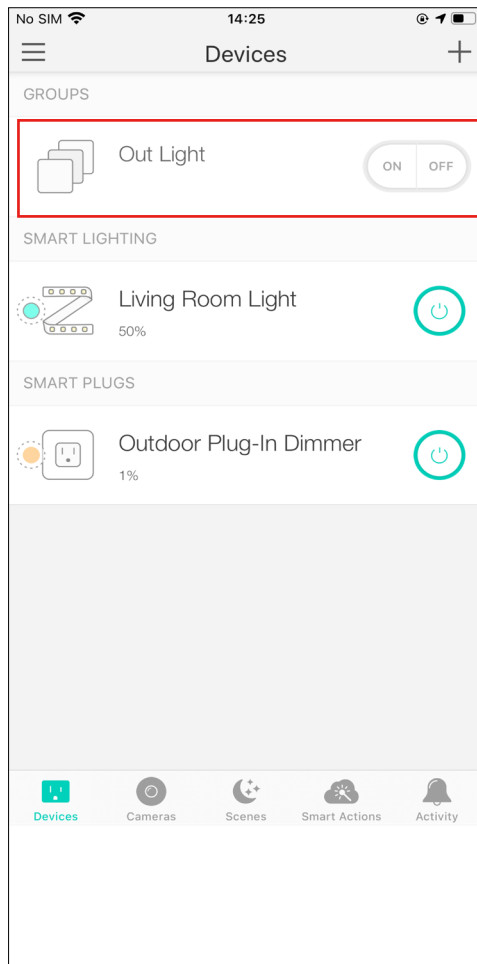 No SIM 14:25
Devices
GROUPS
Out Light
ON OFF
SMART LIGHTING
Living Room Light
50%
SMART PLUGS
Outdoor Plug-In Dimmer
1%
Devices Cameras Scenes Smart Actions Activity